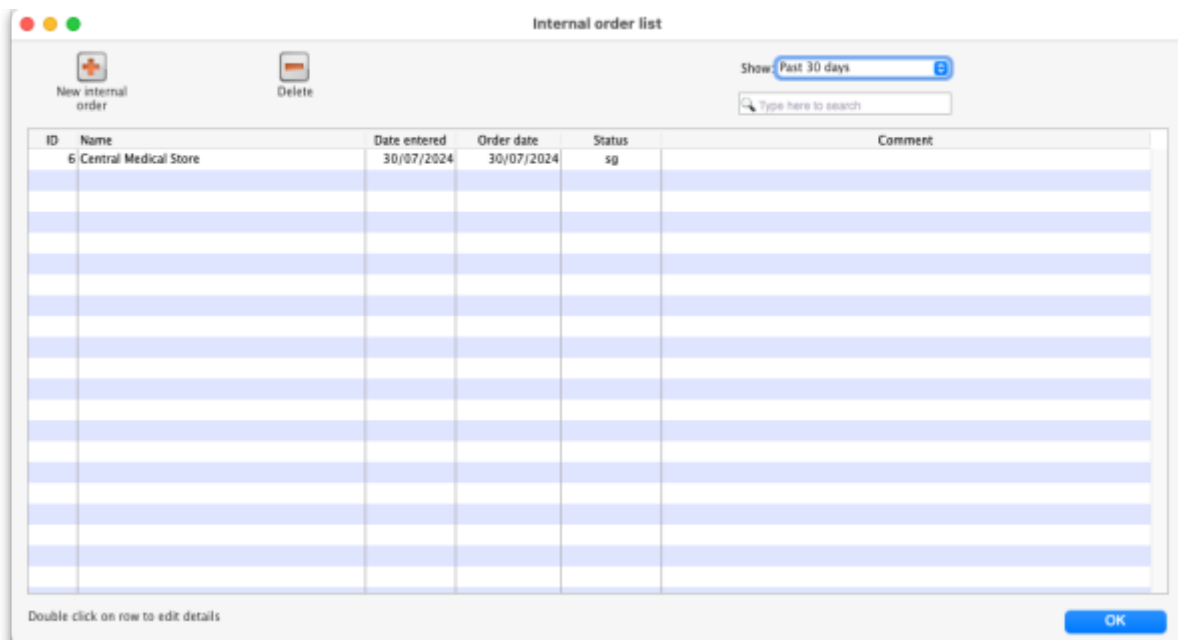 Internal order list
New internal
order
Delete
Show: Past 30 days
Type here to search
ID Name Date entered Order date Status Comment
6 Central Medical Store 30/07/2024 30/07/2024 sg
Double click on row to edit details
OK